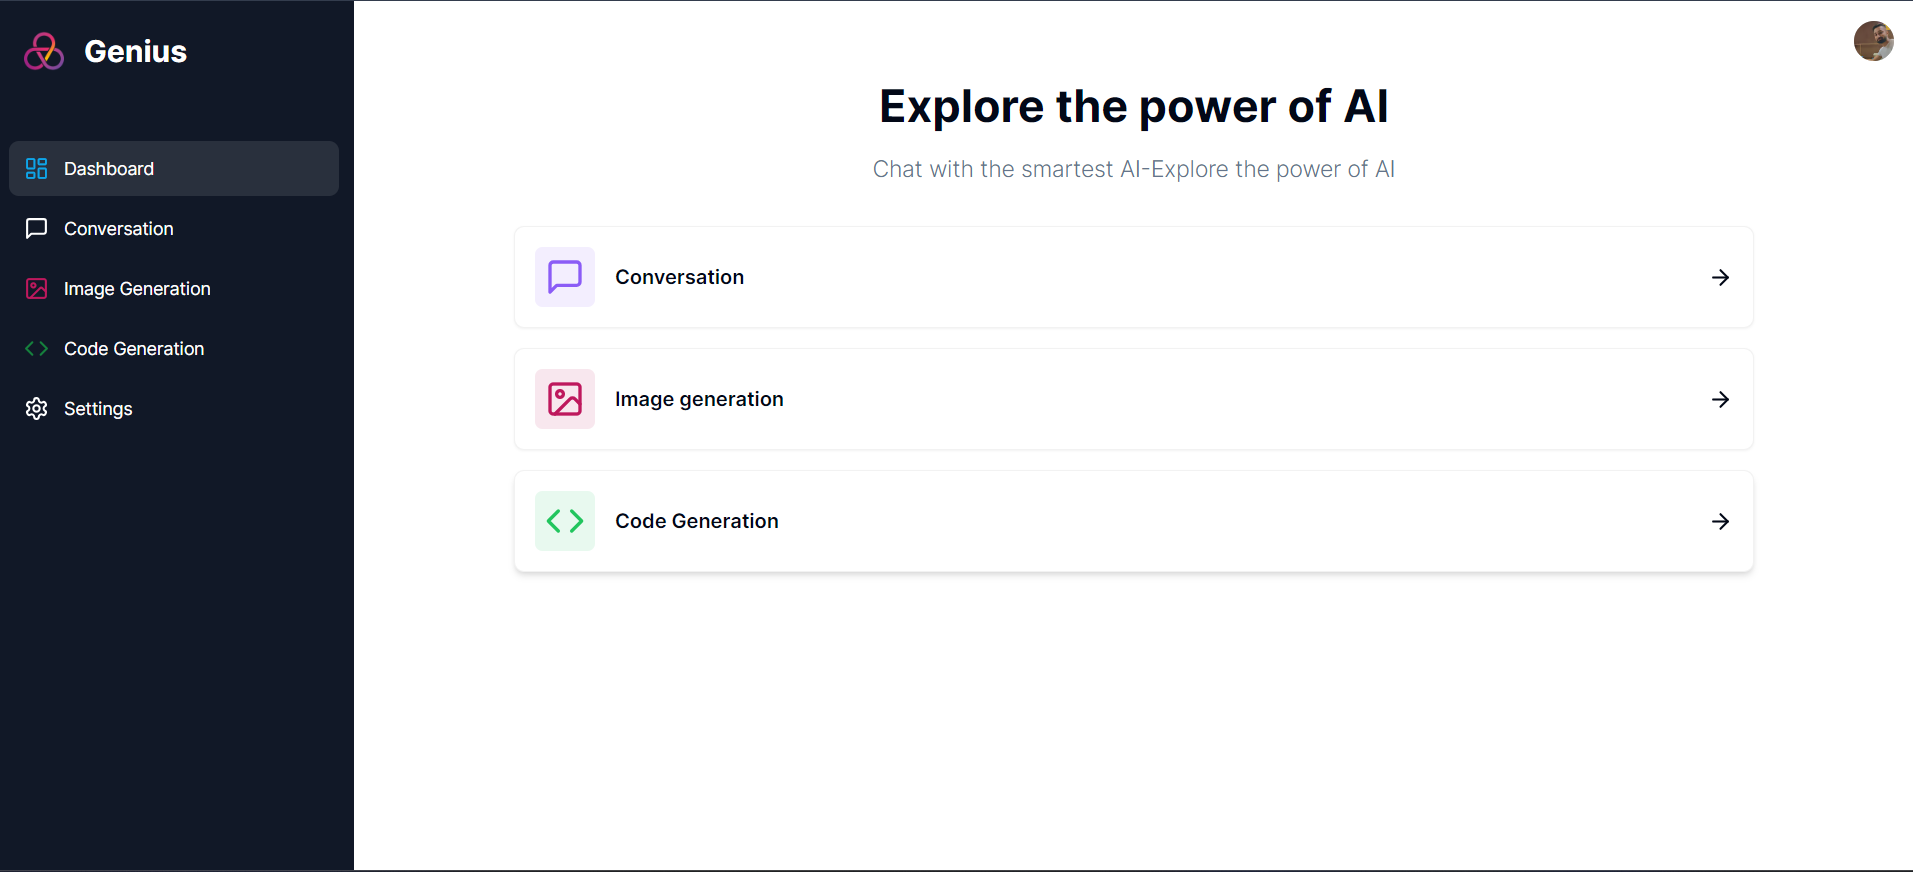 Genius
Dashboard
Conversation
Image Generation
Code Generation
Settings
Explore the power of AI
Chat with the smartest AI-Explore the power of AI
Conversation
Image generation
Code Generation